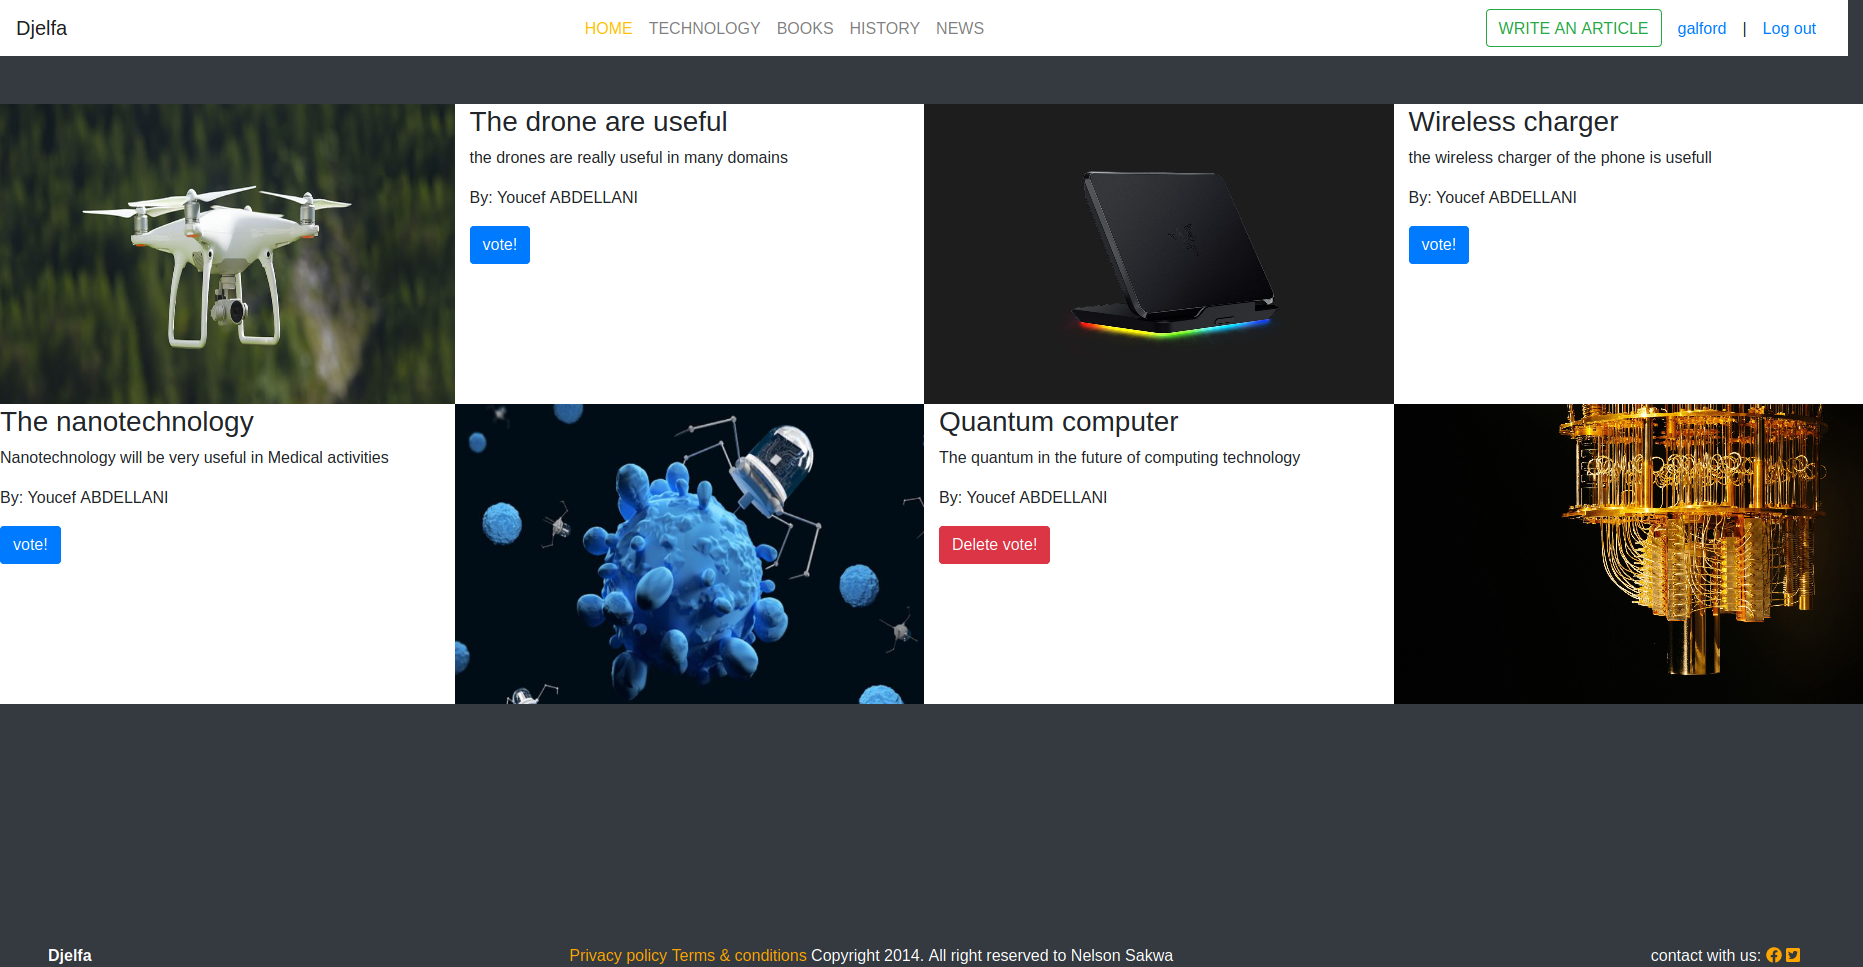 Djelfa
HOME TECHNOLOGY BOOKS HISTORY NEWS
WRITE AN ARTICLE galford | Log out
The drone are useful
the drones are really useful in many domains
By: Youcef ABDELLANI
vote!
Wireless charger
the wireless charger of the phone is usefull
By: Youcef ABDELLANI
vote!
The nanotechnology
Nanotechnology will be very useful in Medical activities
By: Youcef ABDELLANI
vote!
Quantum computer
The quantum in the future of computing technology
By: Youcef ABDELLANI
Delete vote!
Djelfa
Privacy policy Terms & conditions Copyright 2014. All right reserved to Nelson Sakwa
contact with us: